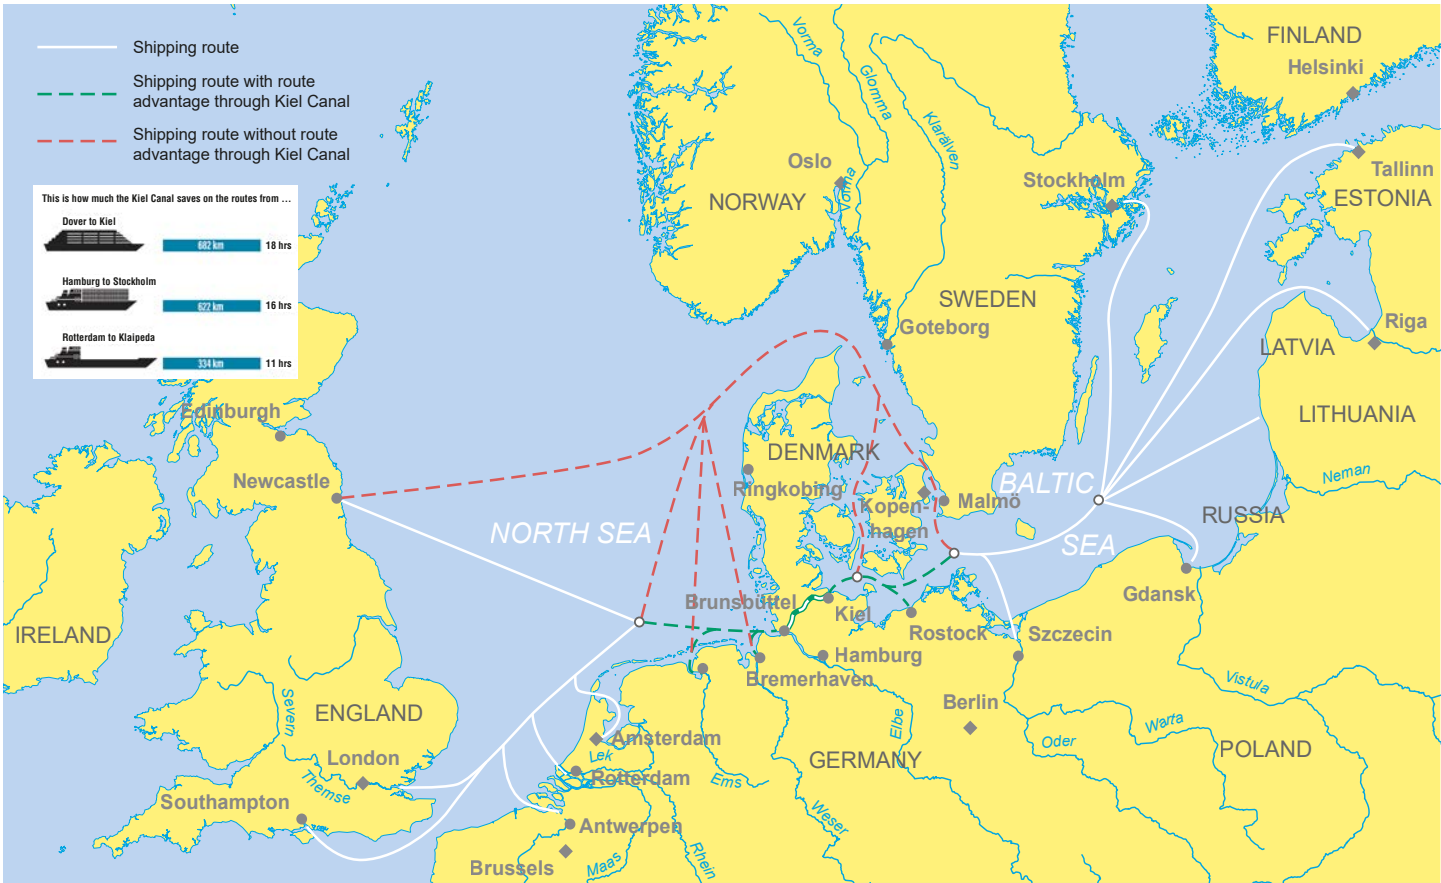 Shipping route
Shipping route with route
advantage through Kiel Canal
Shipping route without route
advantage through Kiel Canal
This is how much the Kiel Canal saves on the routes from ...
Dover to Kiel
682 km
18 hrs
Hamburg to Stockholm
622 km
16 hrs
Rotterdam to Klaipeda
334 km
11 hrs
FINLAND
Helsinki
Tallinn
ESTONIA
Vorma
Glomma
Klarälven
Oslo
Volma
NORWAY
Stockholm
SWEDEN
Goteborg
Riga
LATVIA
LITHUANIA
Neman
RUSSIA
Edinburgh
Newcastle
NORTH SEA
DENMARK
Ringkobing
Kopen-
hagen
Malmö
BALTIC
SEA
Gdansk
Brunsbüttel
Kiel
Rostock
Szczecin
Hamburg
Bremerhaven
Berlin
IRELAND
ENGLAND
Severn
London
Themse
Southampton
Amsterdam
Lek
Rotterdam
Ems
Antwerpen
Brussels
Maas
Rhein
Weser
Elbe
GERMANY
Oder
Warta
Vistula
POLAND